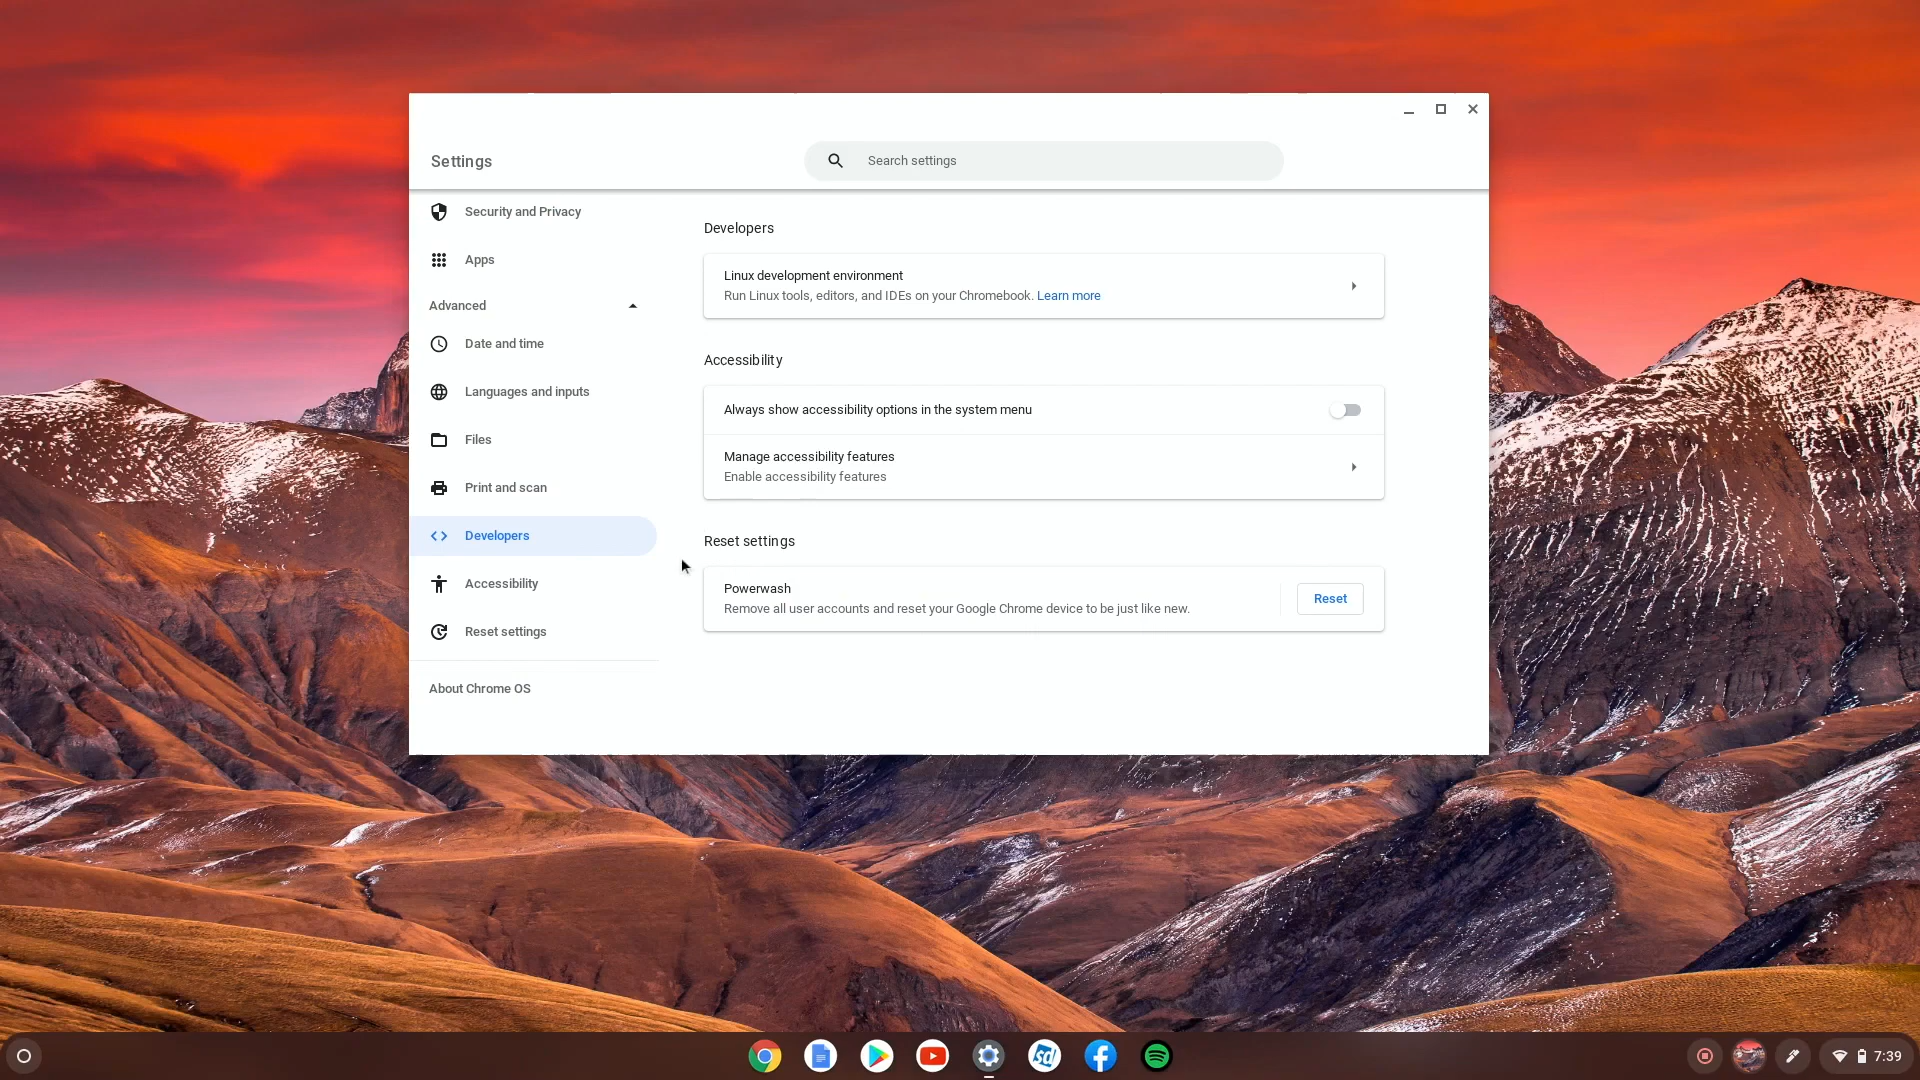 Settings
Search settings
Security and Privacy
Apps
Advanced
Date and time
Languages and inputs
Files
Print and scan
Developers
Accessibility
Reset settings
About Chrome OS
Developers
Linux development environment
Run Linux tools, editors, and IDEs on your Chromebook. Learn more
Accessibility
Always show accessibility options in the system menu
Manage accessibility features
Enable accessibility features
Reset settings
Powerwash
Remove all user accounts and reset your Google Chrome device to be just like new.
Reset
sd
7:39